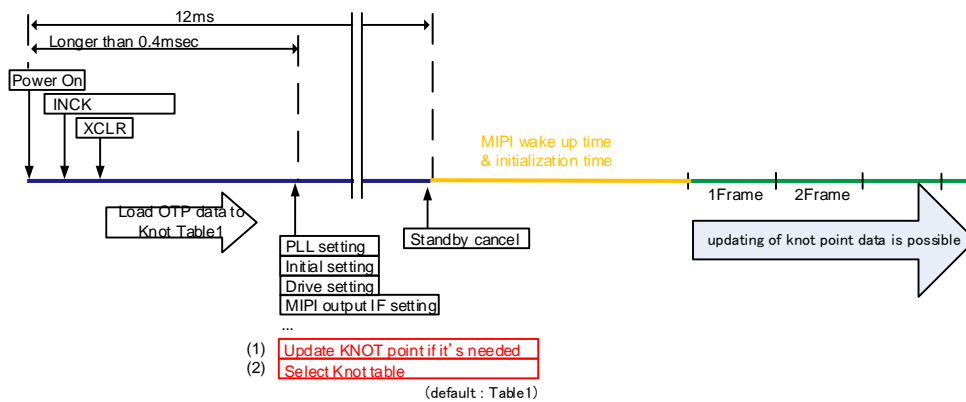 12ms
Longer than 0.4msec
Power On
INCK
XCLR
MIPI wake up time
& initialization time
1Frame
2Frame
Load OTP data to
Knot Table1
Standby cancel
updating of knot point data is possible
PLL setting
Initial setting
Drive setting
MIPI output IF setting
...
(1) Update KNOT point if it's needed
(2) Select Knot table
(default : Table1)